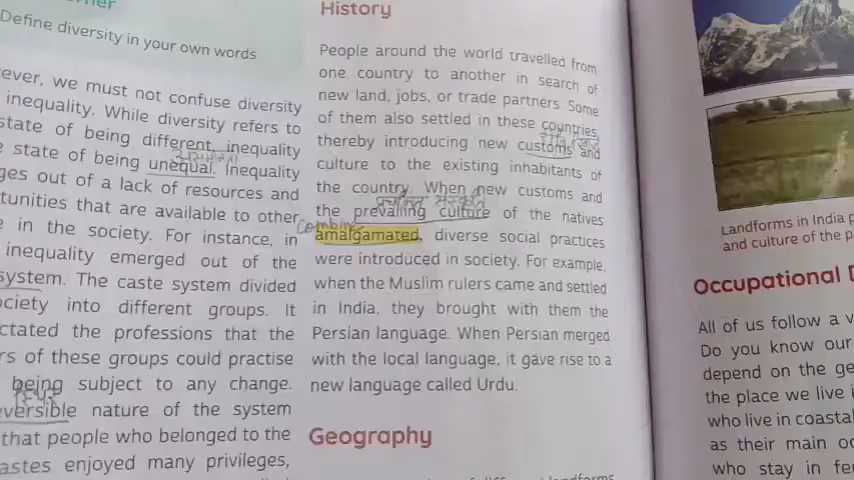 Define diversity in your own words
ever, we must not confuse diversity
inequality. While diversity refers to
state of being different, inequality
असमानता
state of being unequal. Inequality
ges out of a lack of resources and
tunities that are available to other
in the society. For instance, in
inequality emerged out of the
system. The caste system divided
ociety into different groups. It
ctated the professions that the
rs of these groups could practise
being subject to any change.
versible nature of the system
that people who belonged to the
astes enjoyed many privileges,
History
People around the world travelled from
one country to another in search of
new land, jobs, or trade partners Some
of them also settled in these countries,
thereby introducing new customs and
culture to the existing inhabitants of
the country. When new customs and
संस्कृति
the prevailing culture of the natives
combine
amalgamated, diverse social practices
were introduced in society. For example,
when the Muslim rulers came and settled
in India, they brought with them the
Persian language. When Persian merged
with the local language, it gave rise to a
new language called Urdu.
Geography
landforms
Landforms in India
and culture of the p
Occupational D
All of us follow a v
Do you know our
depend on the ge
the place we live i
who live in coastal
as their main oc
who stay in fer